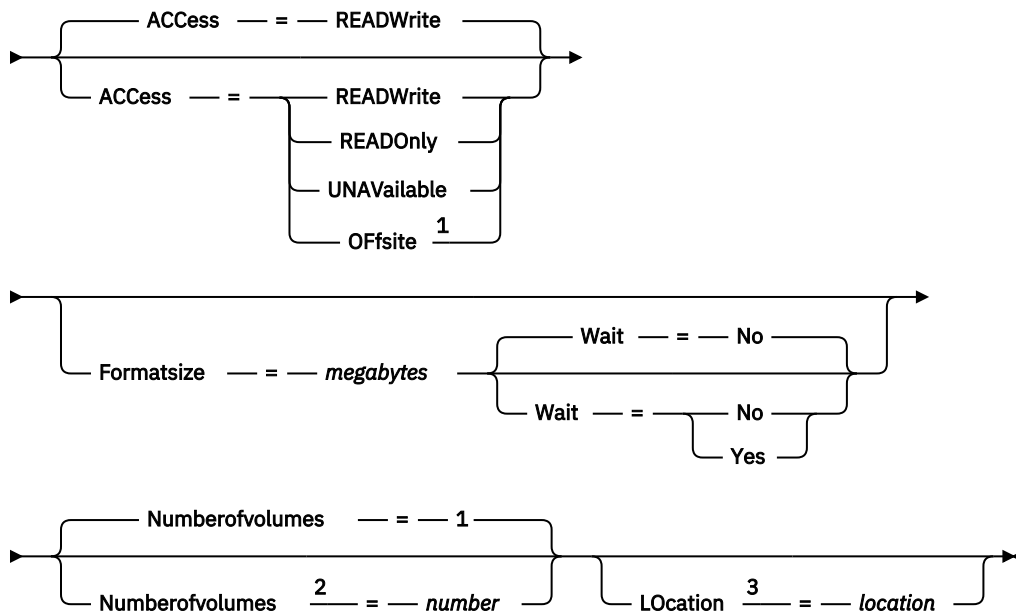 ACCess = READWrite
ACCess = READWrite
READOnly
UNAVailable
OFfsite 1
Wait = No
Formatsize = megabytes
Wait = No
Yes
Numberofvolumes = 1
Numberofvolumes 2 = number
LOcation 3 = location